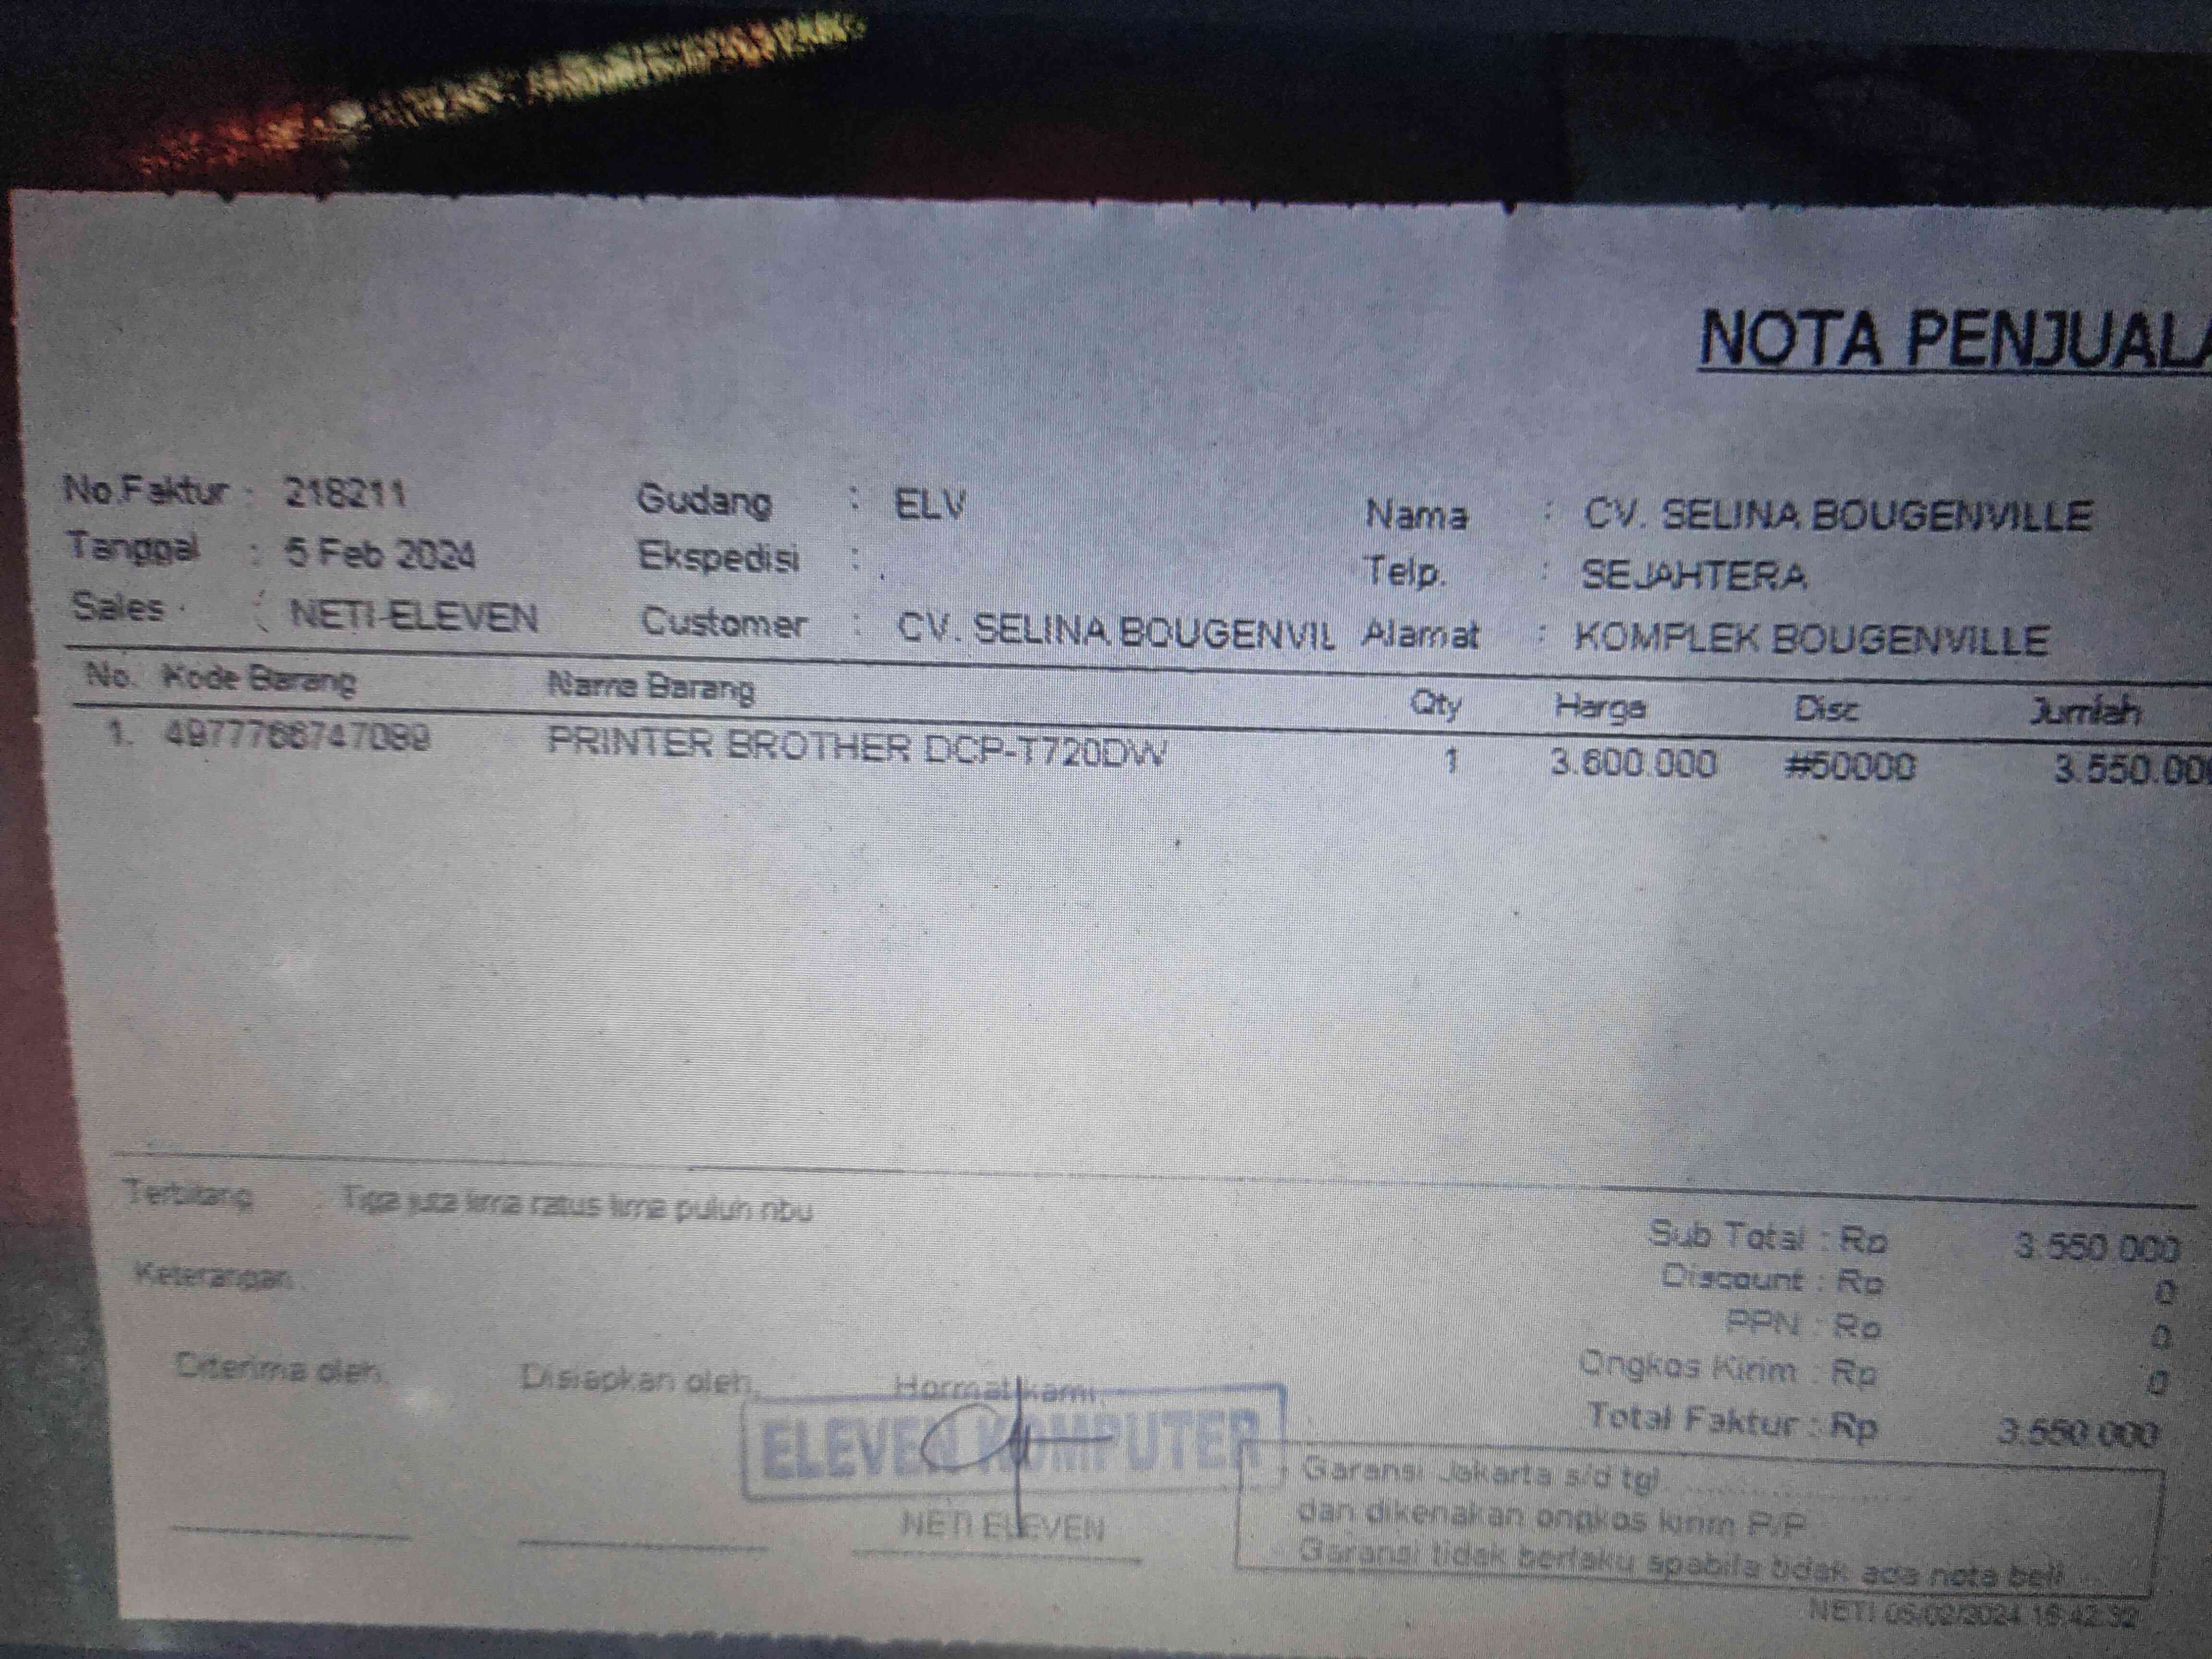 NOTA PENJUALA
No.Faktur : 218211 Gudang : ELV Nama : CV. SELINA BOUGENVILLE
Tanggal : 5 Feb 2024 Ekspedisi : . Telp. : SEJAHTERA
Sales : NETI-ELEVEN Customer : CV. SELINA BOUGENVIL Alamat : KOMPLEK BOUGENVILLE
No. Kode Barang Nama Barang Qty Harga Disc Jumlah
1. 4977766747089 PRINTER BROTHER DCP-T720DW 1 3.600.000 #50000 3.550.00
Terbilang : Tiga juta lima ratus lima puluh ribu
Sub Total : Rp 3.550.000
Keterangan :
Discount : Rp 0
PPN : Rp 0
Ongkos Kirim : Rp 0
Total Faktur : Rp 3.550.000
Diterima oleh, Disiapkan oleh, Hormat kami,
ELEVEN KOMPUTER
NETI ELEVEN
Garansi Jakarta s/d tgl ..................
dan dikenakan ongkos kirim P/P
Garansi tidak berlaku apabila tidak ada nota beli
NETI 05/02/2024 16:42:32